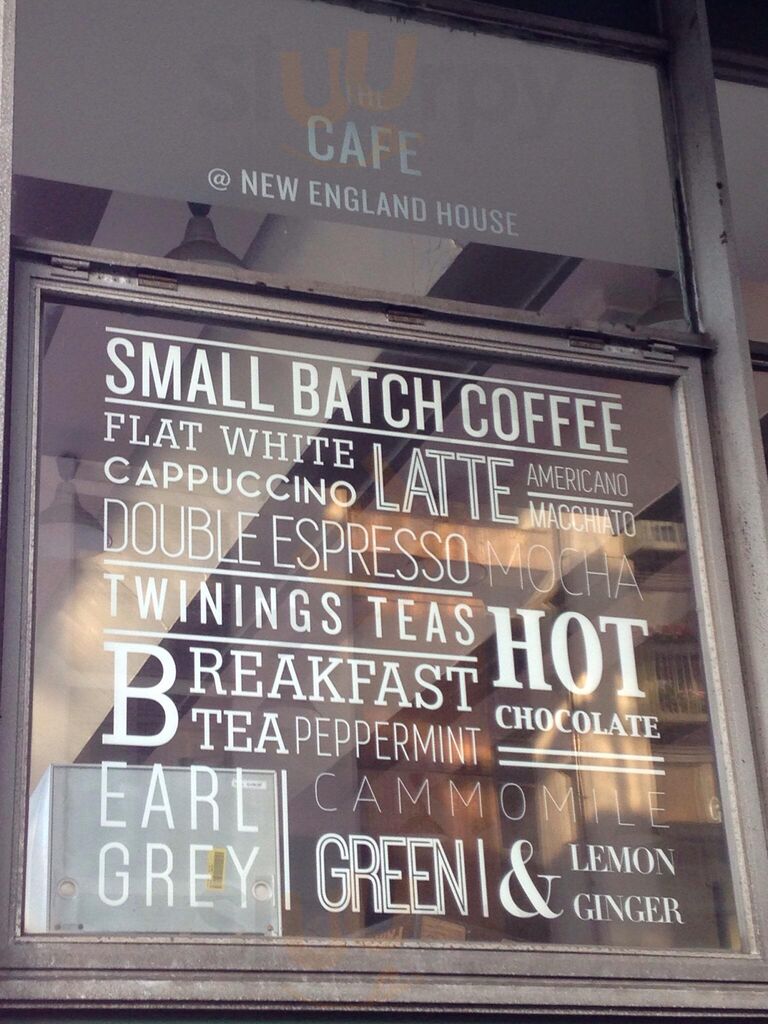 THE
CAFE
@ NEW ENGLAND HOUSE
SMALL BATCH COFFEE
FLAT WHITE
CAPPUCCINO
LATTE
AMERICANO
MACCHIATO
DOUBLE ESPRESSO
MOCHA
TWININGS TEAS
HOT
CHOCOLATE
BREAKFAST
TEA PEPPERMINT
EARL
GREY
CAMMOMILE
GREEN
& LEMON
GINGER